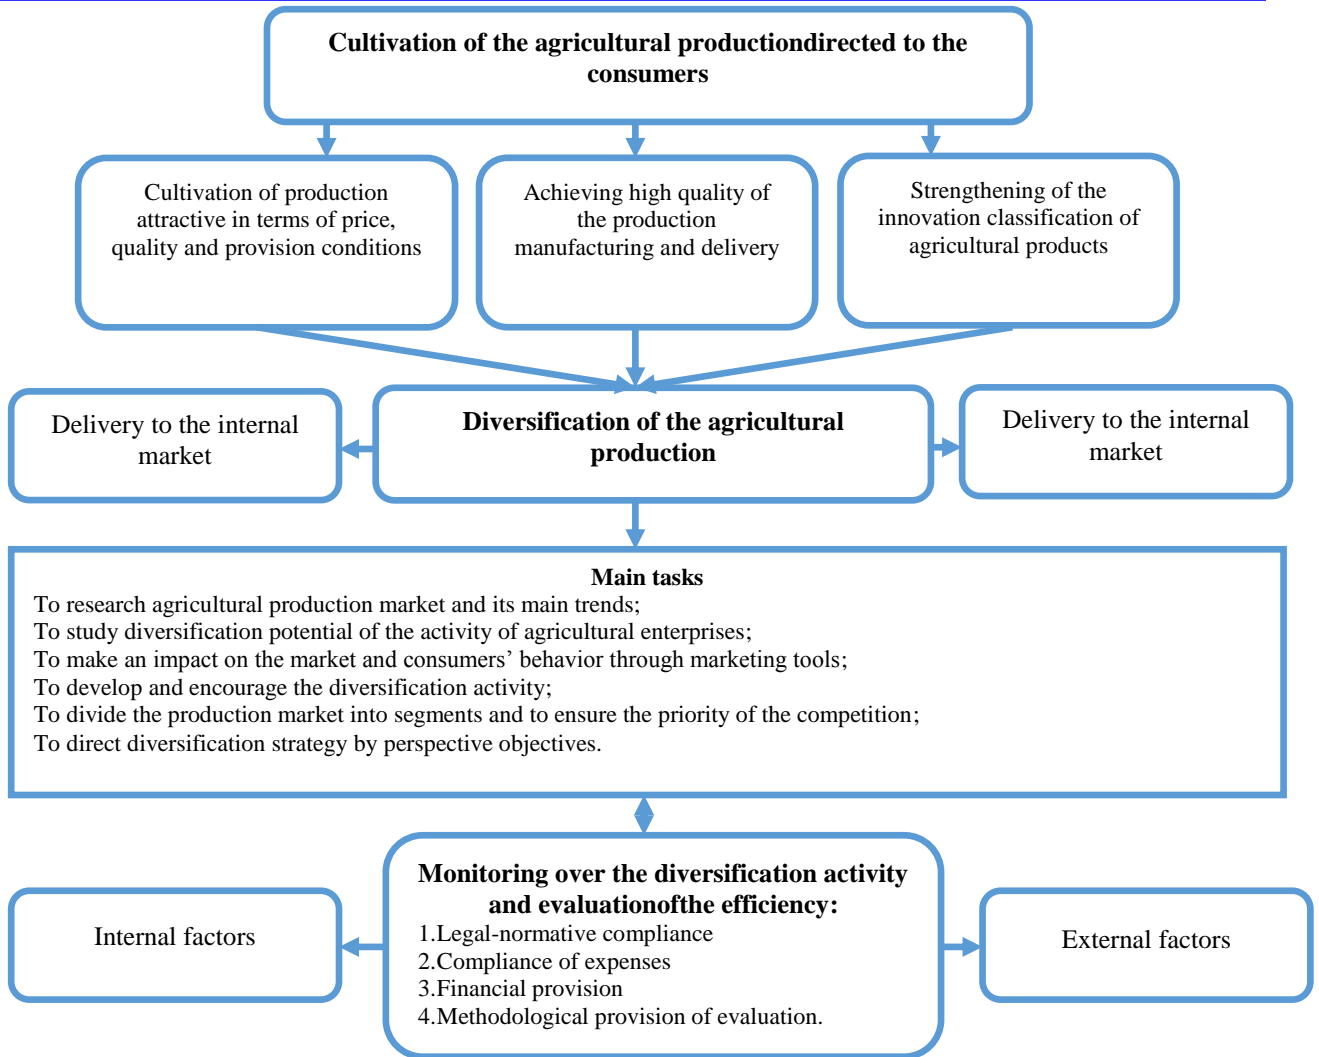 Cultivation of the agricultural productiondirected to the
consumers
Cultivation of production
attractive in terms of price,
quality and provision conditions
Achieving high quality of
the production
manufacturing and delivery
Strengthening of the
innovation classification of
agricultural products
Delivery to the internal
market
Diversification of the agricultural
production
Delivery to the internal
market
Main tasks
To research agricultural production market and its main trends;
To study diversification potential of the activity of agricultural enterprises;
To make an impact on the market and consumers’ behavior through marketing tools;
To develop and encourage the diversification activity;
To divide the production market into segments and to ensure the priority of the competition;
To direct diversification strategy by perspective objectives.
Monitoring over the diversification activity
and evaluationofthe efficiency:
1.Legal-normative compliance
2.Compliance of expenses
3.Financial provision
4.Methodological provision of evaluation.
Internal factors
External factors